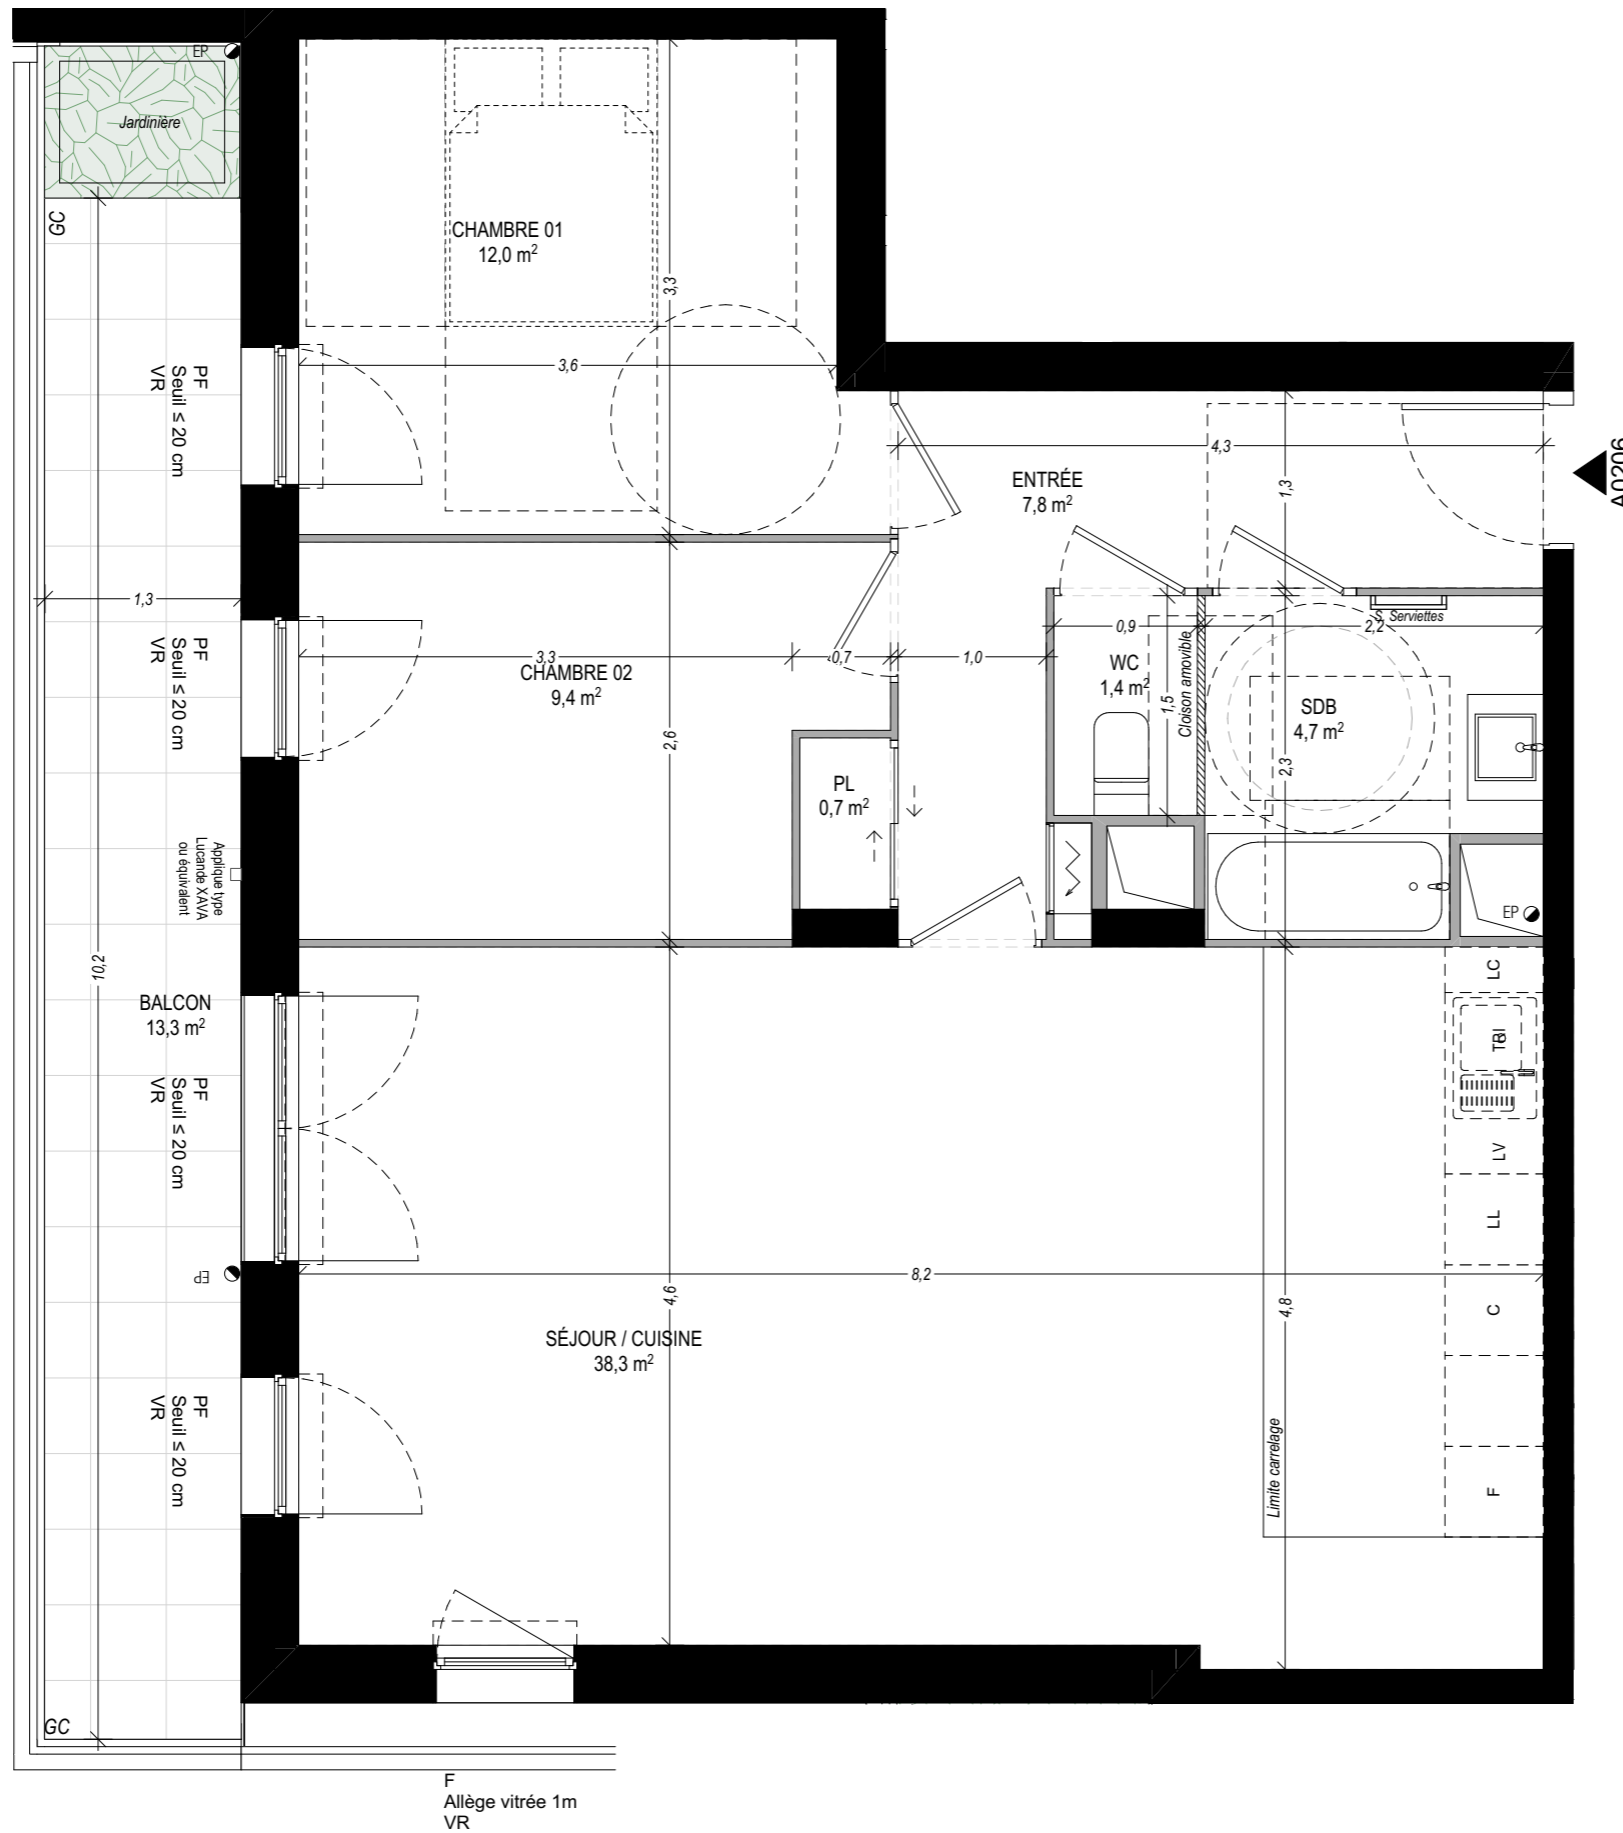 EP
Jardinière
GC
CHAMBRE 01
12,0 m²
3,3
3,6
PF
Seuil ≤ 20 cm
VR
4,3
ENTRÉE
7,8 m²
1,3
A0206
1,3
PF
Seuil ≤ 20 cm
VR
3,3
0,7
1,0
CHAMBRE 02
9,4 m²
2,6
0,9
WC
1,4 m²
1,5
Cloison amovible
S. Serviettes
2,2
SDB
4,7 m²
2,3
PL
0,7 m²
Applique type
Lucande XAVA
ou équivalent
EP
10,2
BALCON
13,3 m²
PF
Seuil ≤ 20 cm
VR
LC
TRI
LV
LL
C
F
EP
8,2
4,6
4,8
SÉJOUR / CUISINE
38,3 m²
PF
Seuil ≤ 20 cm
VR
Limite carrelage
GC
F
Allège vitrée 1m
VR